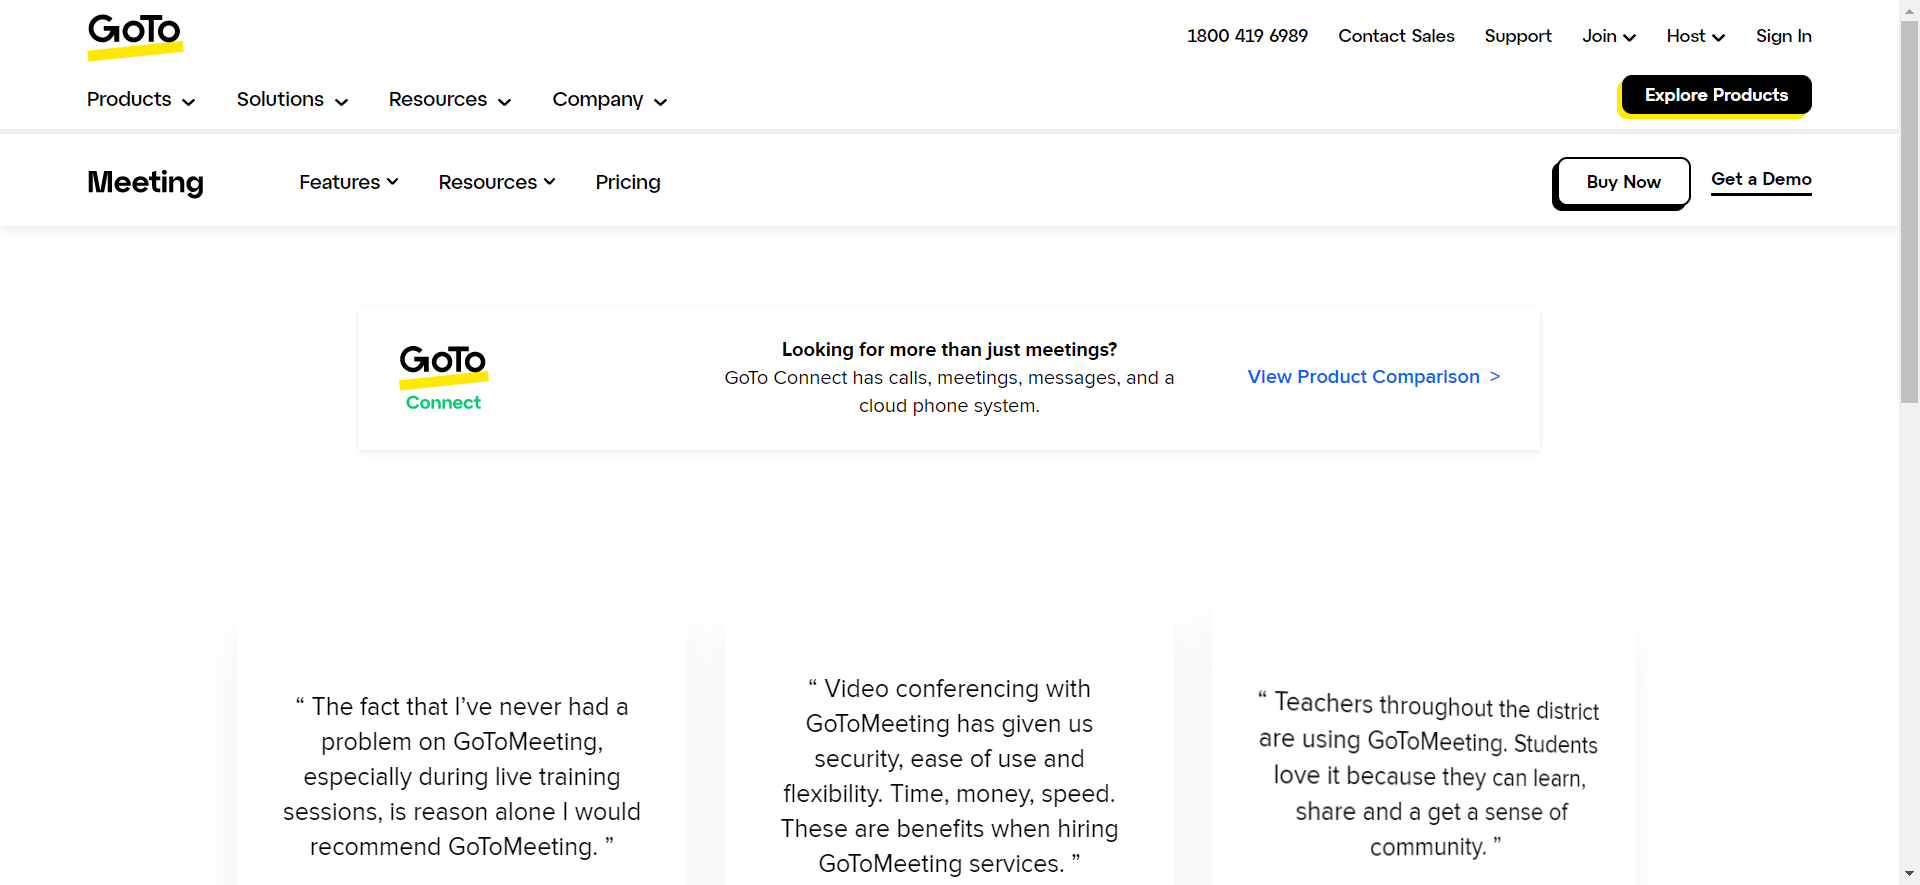 GoTo
1800 419 6989 Contact Sales Support Join Host Sign In
Products Solutions Resources Company
Explore Products
Meeting Features Resources Pricing
Buy Now
Get a Demo
GoTo
Connect
Looking for more than just meetings?
GoTo Connect has calls, meetings, messages, and a
cloud phone system.
View Product Comparison >
“ The fact that I’ve never had a
problem on GoToMeeting,
especially during live training
sessions, is reason alone I would
recommend GoToMeeting. ”
“ Video conferencing with
GoToMeeting has given us
security, ease of use and
flexibility. Time, money, speed.
These are benefits when hiring
GoToMeeting services. ”
“ Teachers throughout the district
are using GoToMeeting. Students
love it because they can learn,
share and a get a sense of
community. ”